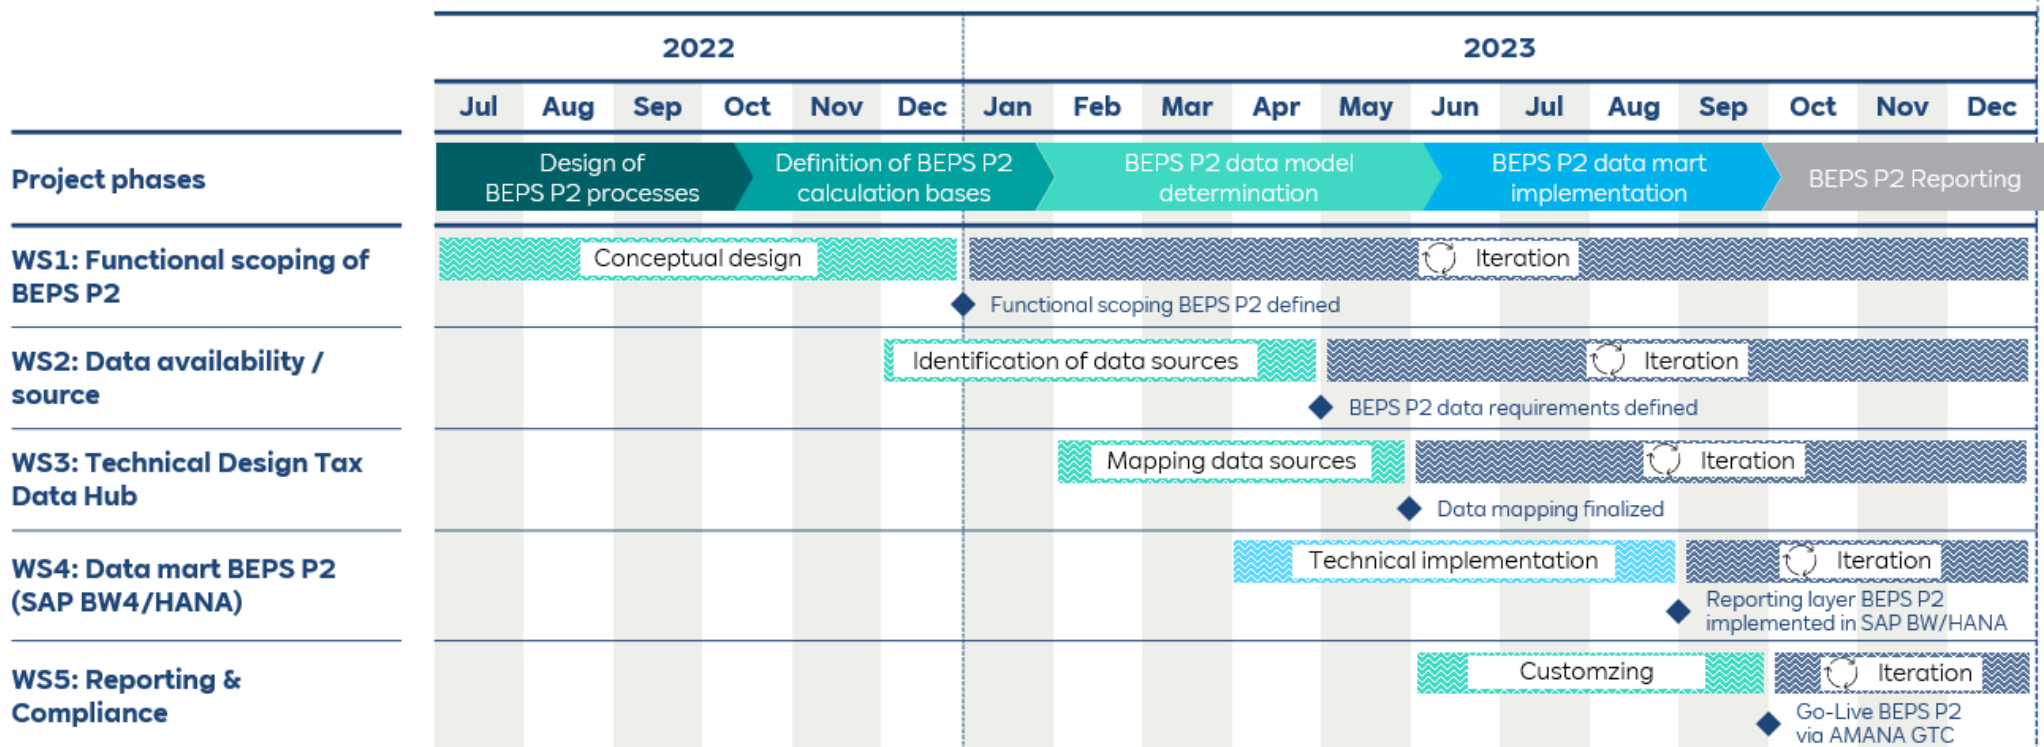 2022
2023
Jul Aug Sep Oct Nov Dec Jan Feb Mar Apr May Jun Jul Aug Sep Oct Nov Dec
Project phases
Design of
BEPS P2 processes
Definition of BEPS P2
calculation bases
BEPS P2 data model
determination
BEPS P2 data mart
implementation
BEPS P2 Reporting
WS1: Functional scoping of
BEPS P2
Conceptual design
Iteration
Functional scoping BEPS P2 defined
WS2: Data availability /
source
Identification of data sources
Iteration
BEPS P2 data requirements defined
WS3: Technical Design Tax
Data Hub
Mapping data sources
Iteration
Data mapping finalized
WS4: Data mart BEPS P2
(SAP BW4/HANA)
Technical implementation
Iteration
Reporting layer BEPS P2
implemented in SAP BW/HANA
WS5: Reporting &
Compliance
Customzing
Iteration
Go-Live BEPS P2
via AMANA GTC